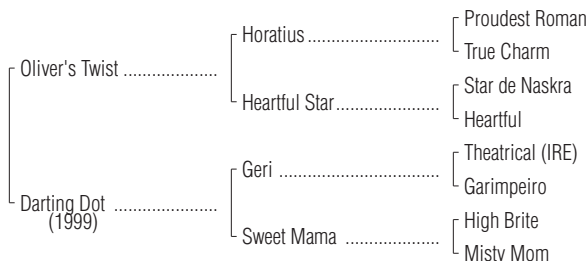 Proudest Roman
Horatius
True Charm
Oliver's Twist
Star de Naskra
Heartful Star
Heartful
Theatrical (IRE)
Geri
Garimpeiro
Darting Dot
(1999)
High Brite
Sweet Mama
Misty Mom